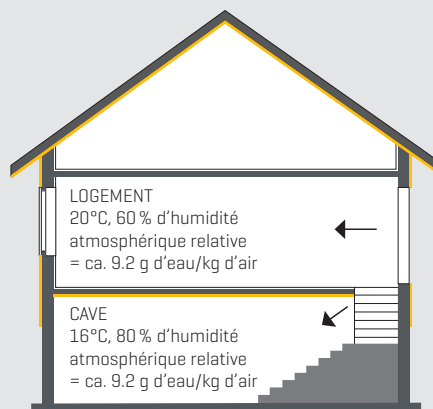 LOGEMENT
20°C, 60 % d'humidité
atmosphérique relative
= ca. 9.2 g d'eau/kg d'air
CAVE
16°C, 80 % d'humidité
atmosphérique relative
= ca. 9.2 g d'eau/kg d'air